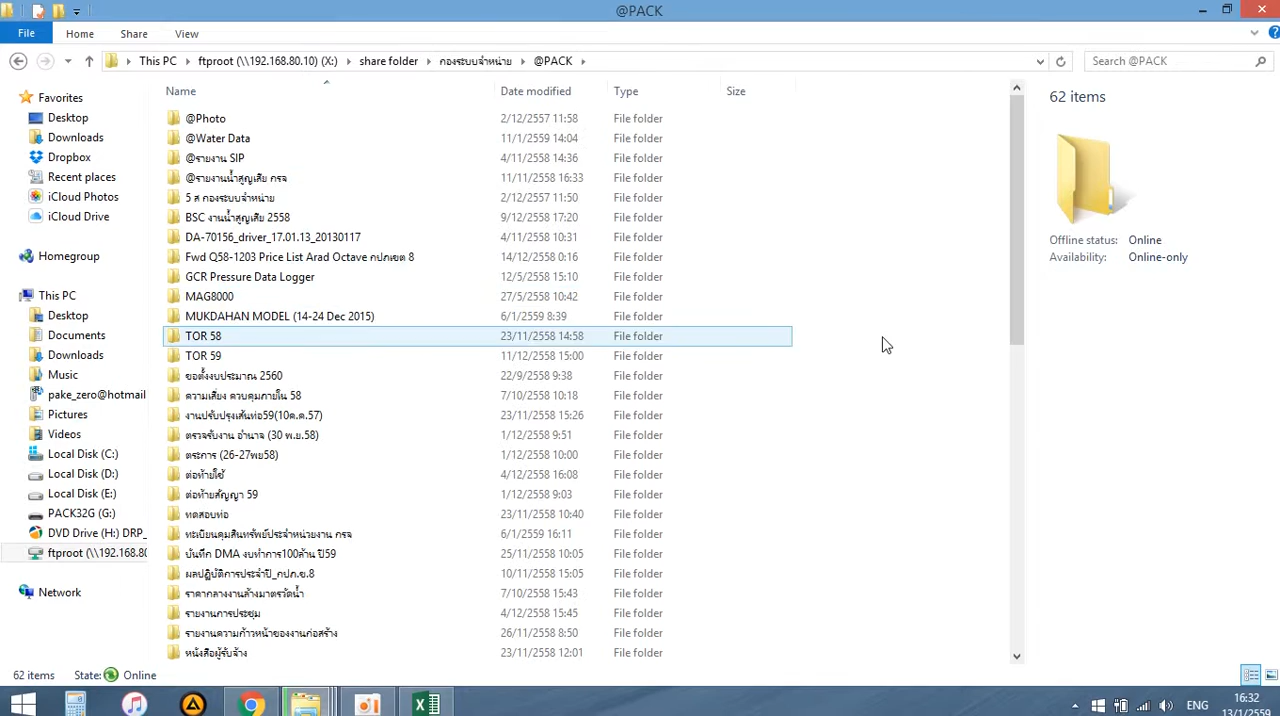 @PACK
File Home Share View
This PC ftproot (\\192.168.80.10) (X:) share folder กองระบบจำหน่าย @PACK
Search @PACK
Name Date modified Type Size
Favorites
Desktop
Downloads
Dropbox
Recent places
iCloud Photos
iCloud Drive
Homegroup
This PC
Desktop
Documents
Downloads
Music
pake_zero@hotmail
Pictures
Videos
Local Disk (C:)
Local Disk (D:)
Local Disk (E:)
PACK32G (G:)
DVD Drive (H:) DRP_
ftproot (\\192.168.80
Network
@Photo 2/12/2557 11:58 File folder
@Water Data 11/1/2559 14:04 File folder
@รายงาน SIP 4/11/2558 14:36 File folder
@รายงานน้ำสูญเสีย กรจ 11/11/2558 16:33 File folder
5 ส กองระบบจำหน่าย 2/12/2557 11:50 File folder
BSC งานน้ำสูญเสีย 2558 9/12/2558 17:20 File folder
DA-70156_driver_17.01.13_20130117 4/11/2558 10:31 File folder
Fwd Q58-1203 Price List Arad Octave กปภเขต 8 14/12/2558 0:16 File folder
GCR Pressure Data Logger 12/5/2558 15:10 File folder
MAG8000 27/5/2558 10:42 File folder
MUKDAHAN MODEL (14-24 Dec 2015) 6/1/2559 8:39 File folder
TOR 58 23/11/2558 14:58 File folder
TOR 59 11/12/2558 15:00 File folder
ขอตั้งงบประมาณ 2560 22/9/2558 9:38 File folder
ความเสี่ยง ควบคุมภายใน 58 7/10/2558 10:18 File folder
งานปรับปรุงเส้นท่อ59(10ค.ค.57) 23/11/2558 15:26 File folder
ตรวจรับงาน อำนาจ (30 พ.ย.58) 1/12/2558 9:51 File folder
ตระการ (26-27พย58) 1/12/2558 10:00 File folder
ต่อท้ายใช้ 4/12/2558 16:08 File folder
ต่อท้ายสัญญา 59 1/12/2558 9:03 File folder
ทดสอบท่อ 23/11/2558 10:40 File folder
ทะเบียนคุมสินทรัพย์ประจำหน่วยงาน กรจ 6/1/2559 16:11 File folder
บันทึก DMA งบทำการ100ล้าน ปี59 25/11/2558 10:05 File folder
ผลปฏิบัติการประจำปี_กปภ.ข.8 10/11/2558 15:05 File folder
ราคากลางงานล้างมาตรวัดน้ำ 7/10/2558 15:43 File folder
รายงานการประชุม 4/12/2558 15:45 File folder
รายงานความก้าวหน้าของงานก่อสร้าง 26/11/2558 8:50 File folder
หนังสือผู้รับจ้าง 23/11/2558 12:01 File folder
62 items
Offline status: Online
Availability: Online-only
62 items State: Online
ENG
16:32
13/1/2559